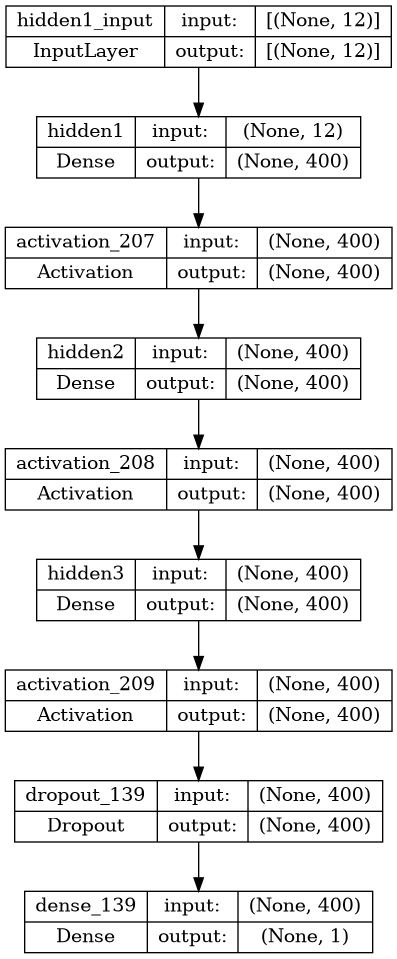 hidden1_input input: [(None, 12)]
InputLayer output: [(None, 12)]
hidden1 input: (None, 12)
Dense output: (None, 400)
activation_207 input: (None, 400)
Activation output: (None, 400)
hidden2 input: (None, 400)
Dense output: (None, 400)
activation_208 input: (None, 400)
Activation output: (None, 400)
hidden3 input: (None, 400)
Dense output: (None, 400)
activation_209 input: (None, 400)
Activation output: (None, 400)
dropout_139 input: (None, 400)
Dropout output: (None, 400)
dense_139 input: (None, 400)
Dense output: (None, 1)